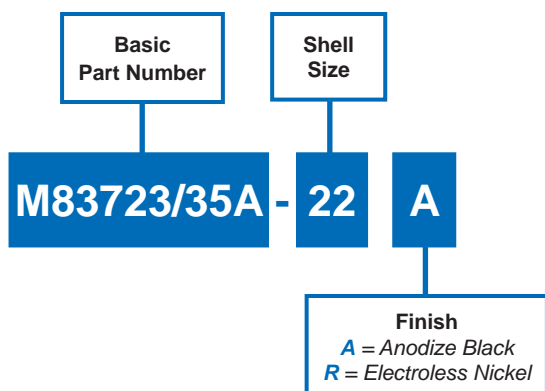 Basic
Part Number
Shell
Size
M83723/35A - 22 A
Finish
A = Anodize Black
R = Electroless Nickel